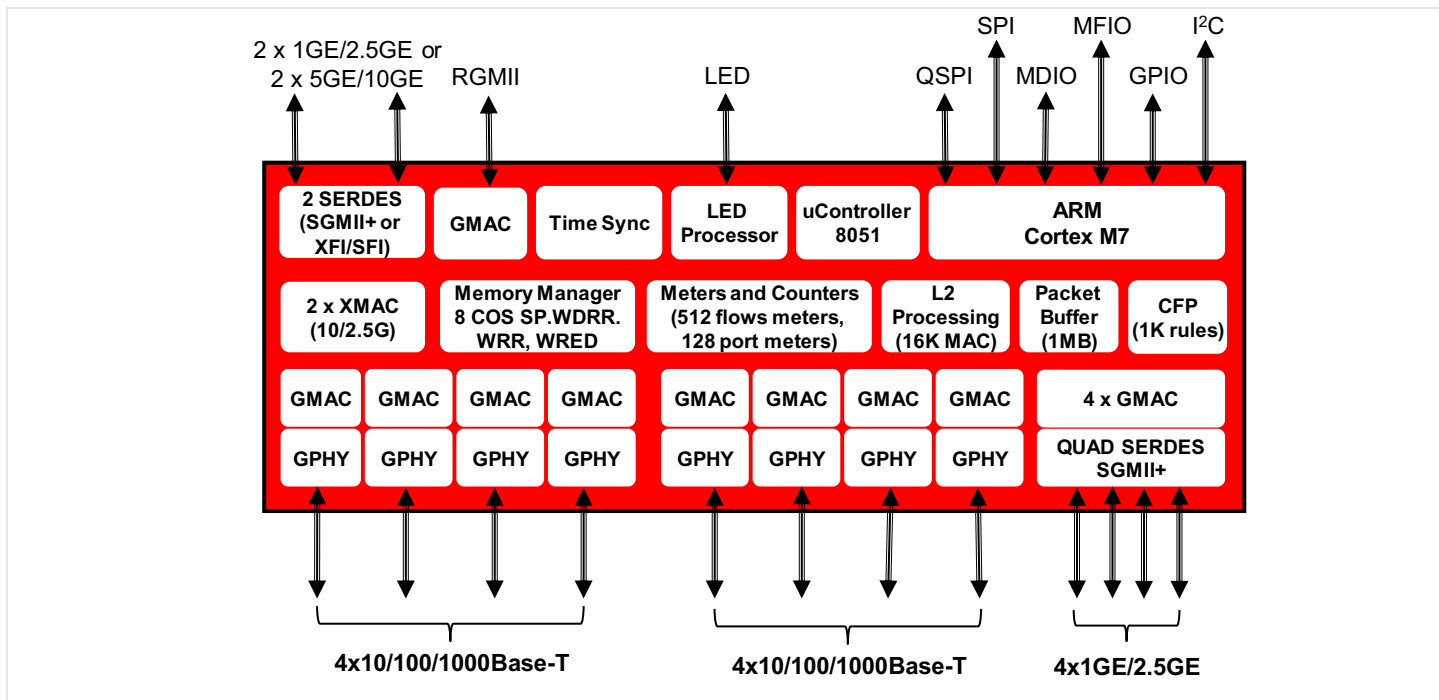 SPI
MFIO
I²C
2 x 1GE/2.5GE or
2 x 5GE/10GE
RGMII
LED
QSPI
MDIO
GPIO
2 SERDES
(SGMII+ or
XFI/SFI)
GMAC
Time Sync
LED
Processor
uController
8051
ARM
Cortex M7
2 x XMAC
(10/2.5G)
Memory Manager
8 COS SP.WDRR.
WRR, WRED
Meters and Counters
(512 flows meters,
128 port meters)
L2
Processing
(16K MAC)
Packet
Buffer
(1MB)
CFP
(1K rules)
GMAC
GMAC
GMAC
GMAC
GMAC
GMAC
GMAC
GMAC
4 x GMAC
GPHY
GPHY
GPHY
GPHY
GPHY
GPHY
GPHY
GPHY
QUAD SERDES
SGMII+
4x10/100/1000Base-T
4x10/100/1000Base-T
4x1GE/2.5GE